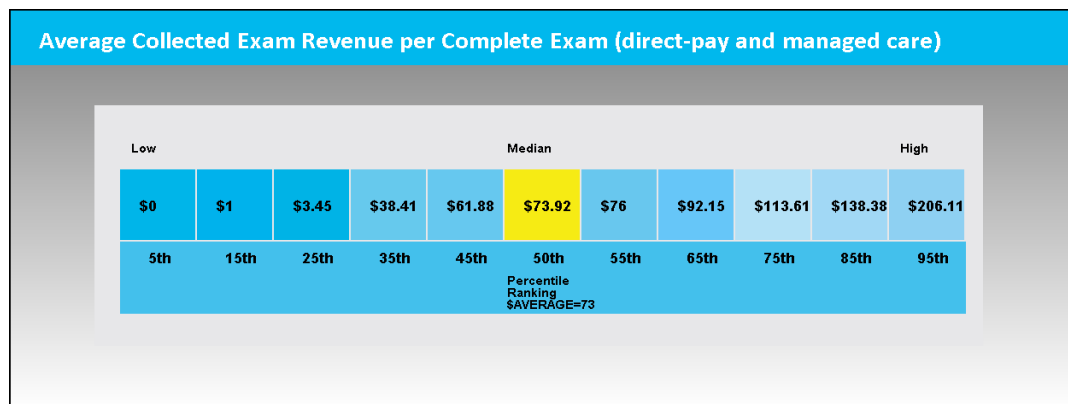 Average Collected Exam Revenue per Complete Exam (direct-pay and managed care)
Low Median High
$0 $1 $3.45 $38.41 $61.88 $73.92 $76 $92.15 $113.61 $138.38 $206.11
5th 15th 25th 35th 45th 50th 55th 65th 75th 85th 95th
Percentile
Ranking
$AVERAGE=73